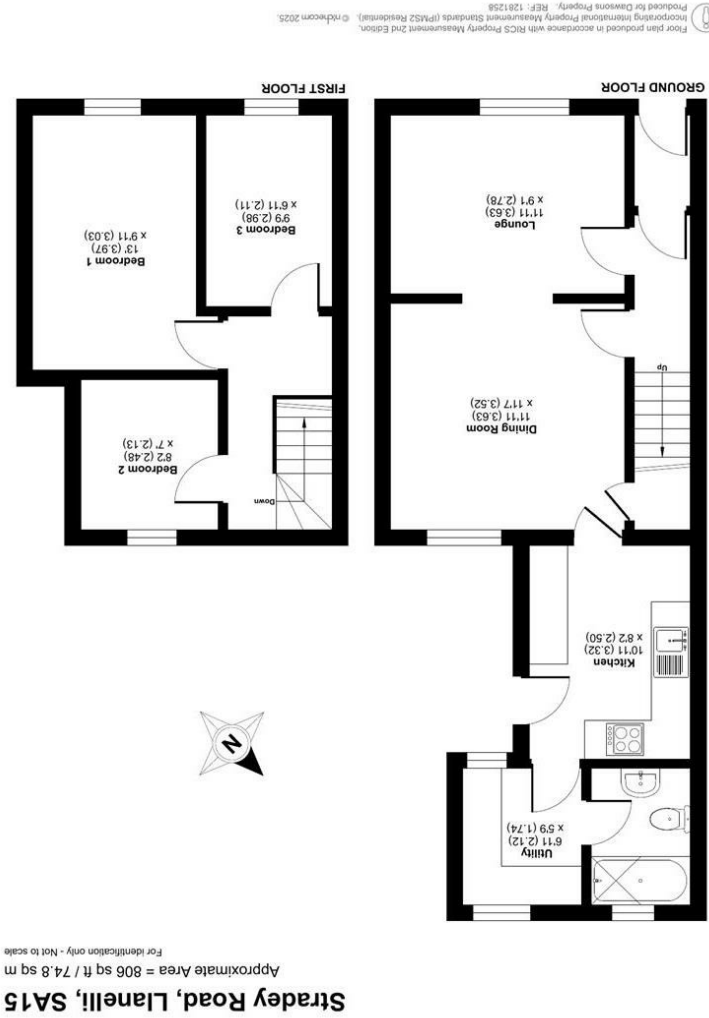 Stradey Road, Llanelli, SA15
Approximate Area = 806 sq ft / 74.8 sq m
For identification only - Not to scale
Utility
6'11 (2.12)
x 5'9 (1.74)
Kitchen
10'11 (3.32)
x 8'2 (2.50)
N
Dining Room
11'11 (3.63)
x 11'7 (3.52)
Up
Lounge
11'11 (3.63)
x 9'1 (2.78)
GROUND FLOOR
Down
Bedroom 2
8'2 (2.48)
x 7' (2.13)
Bedroom 1
13' (3.97)
x 9'11 (3.03)
Bedroom 3
9'9 (2.98)
x 6'11 (2.11)
FIRST FLOOR
Floor plan produced in accordance with RICS Property Measurement 2nd Edition,
Incorporating International Property Measurement Standards (IPMS2 Residential). © nichecom 2025.
Produced for Dawsons Property. REF: 1281258